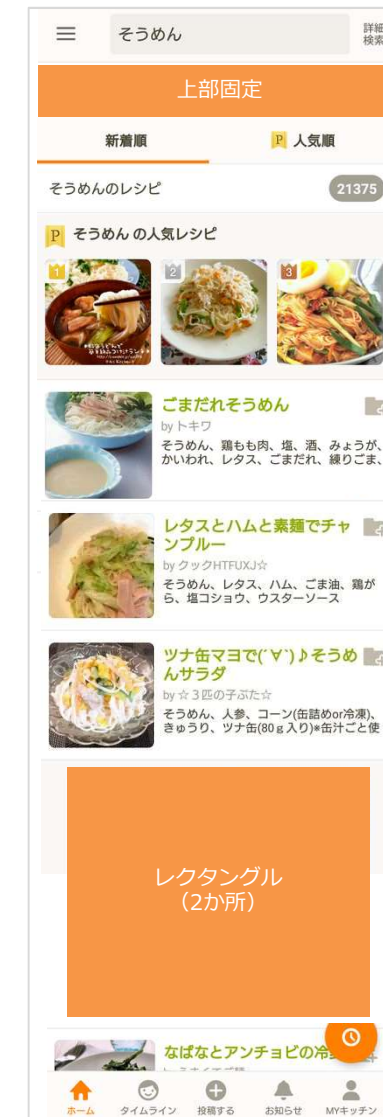 そうめん
詳細
検索
上部固定
新着順
P 人気順
そうめんのレシピ
21375
P そうめん の人気レシピ
1
2
3
ごまだれそうめん
by トキワ
そうめん、鶏もも肉、塩、酒、みょうが、
かいわれ、レタス、ごまだれ、練りごま、
レタスとハムと素麺でチャ
ンプルー
by クックHTFUXJ☆
そうめん、レタス、ハム、ごま油、鶏が
ら、塩コショウ、ウスターソース
ツナ缶マヨで(´∀`)♪そうめ
んサラダ
by ☆３匹の子ぶた☆
そうめん、人参、コーン(缶詰めor冷凍)、
きゅうり、ツナ缶(80ｇ入り)※缶汁ごと使
レクタングル
（2か所）
なばなとアンチョビの冷
ホーム
タイムライン
投稿する
お知らせ
MYキッチン